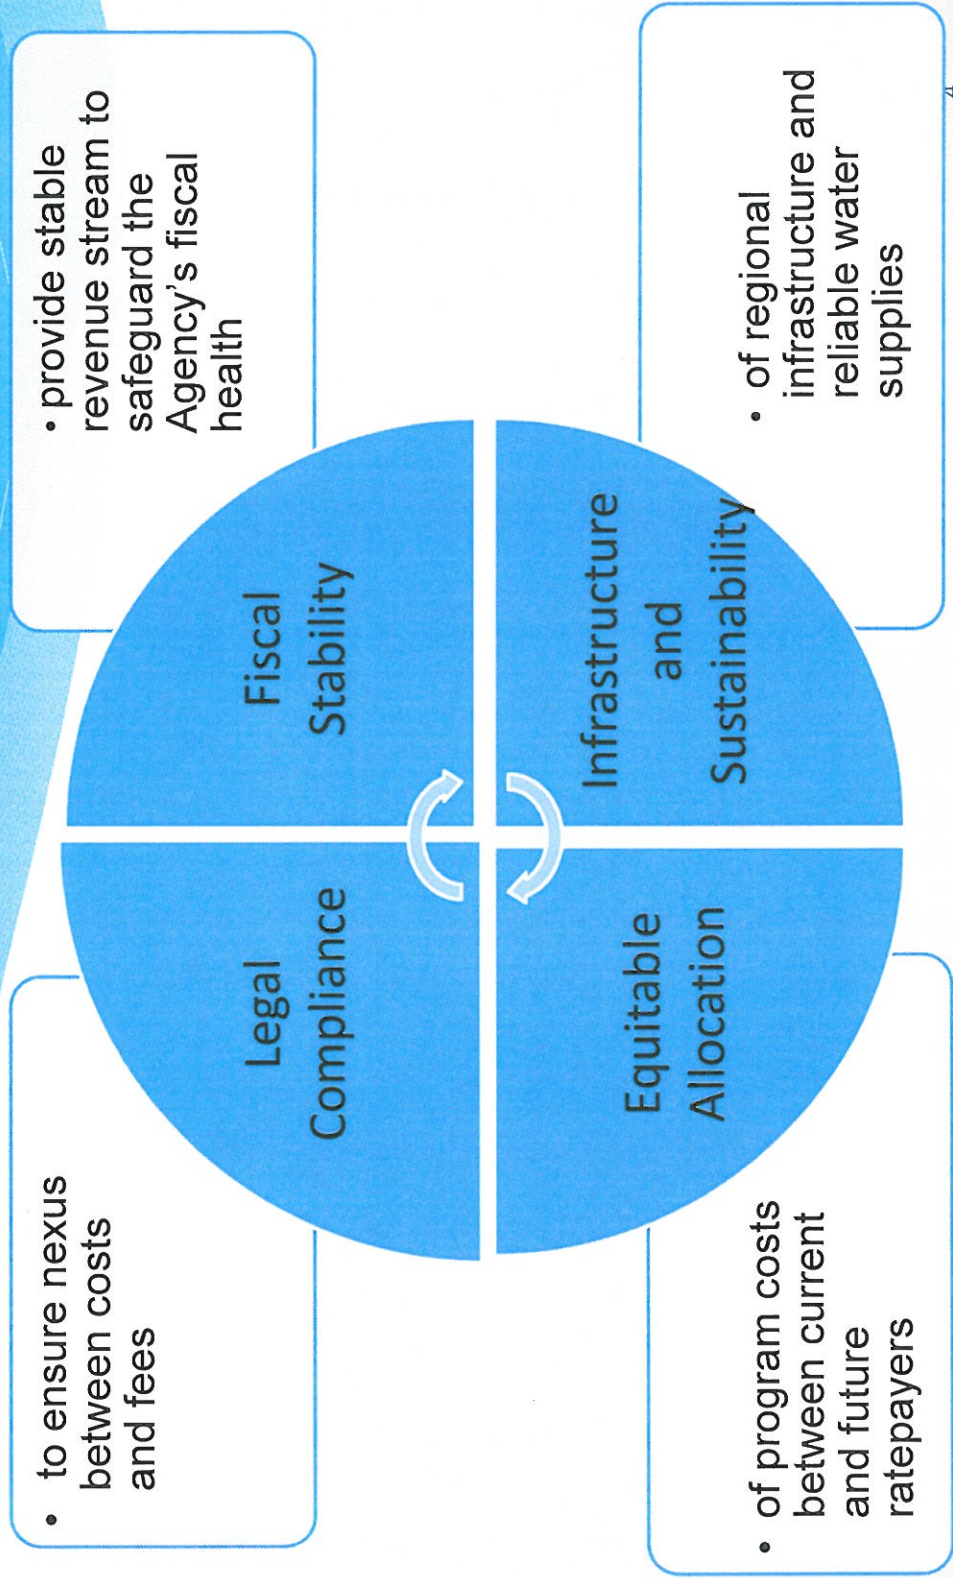 • to ensure nexus
between costs
and fees
• provide stable
revenue stream to
safeguard the
Agency's fiscal
health
Legal
Compliance
Fiscal
Stability
Equitable
Allocation
Infrastructure
and
Sustainability
• of program costs
between current
and future
ratepayers
• of regional
infrastructure and
reliable water
supplies
4